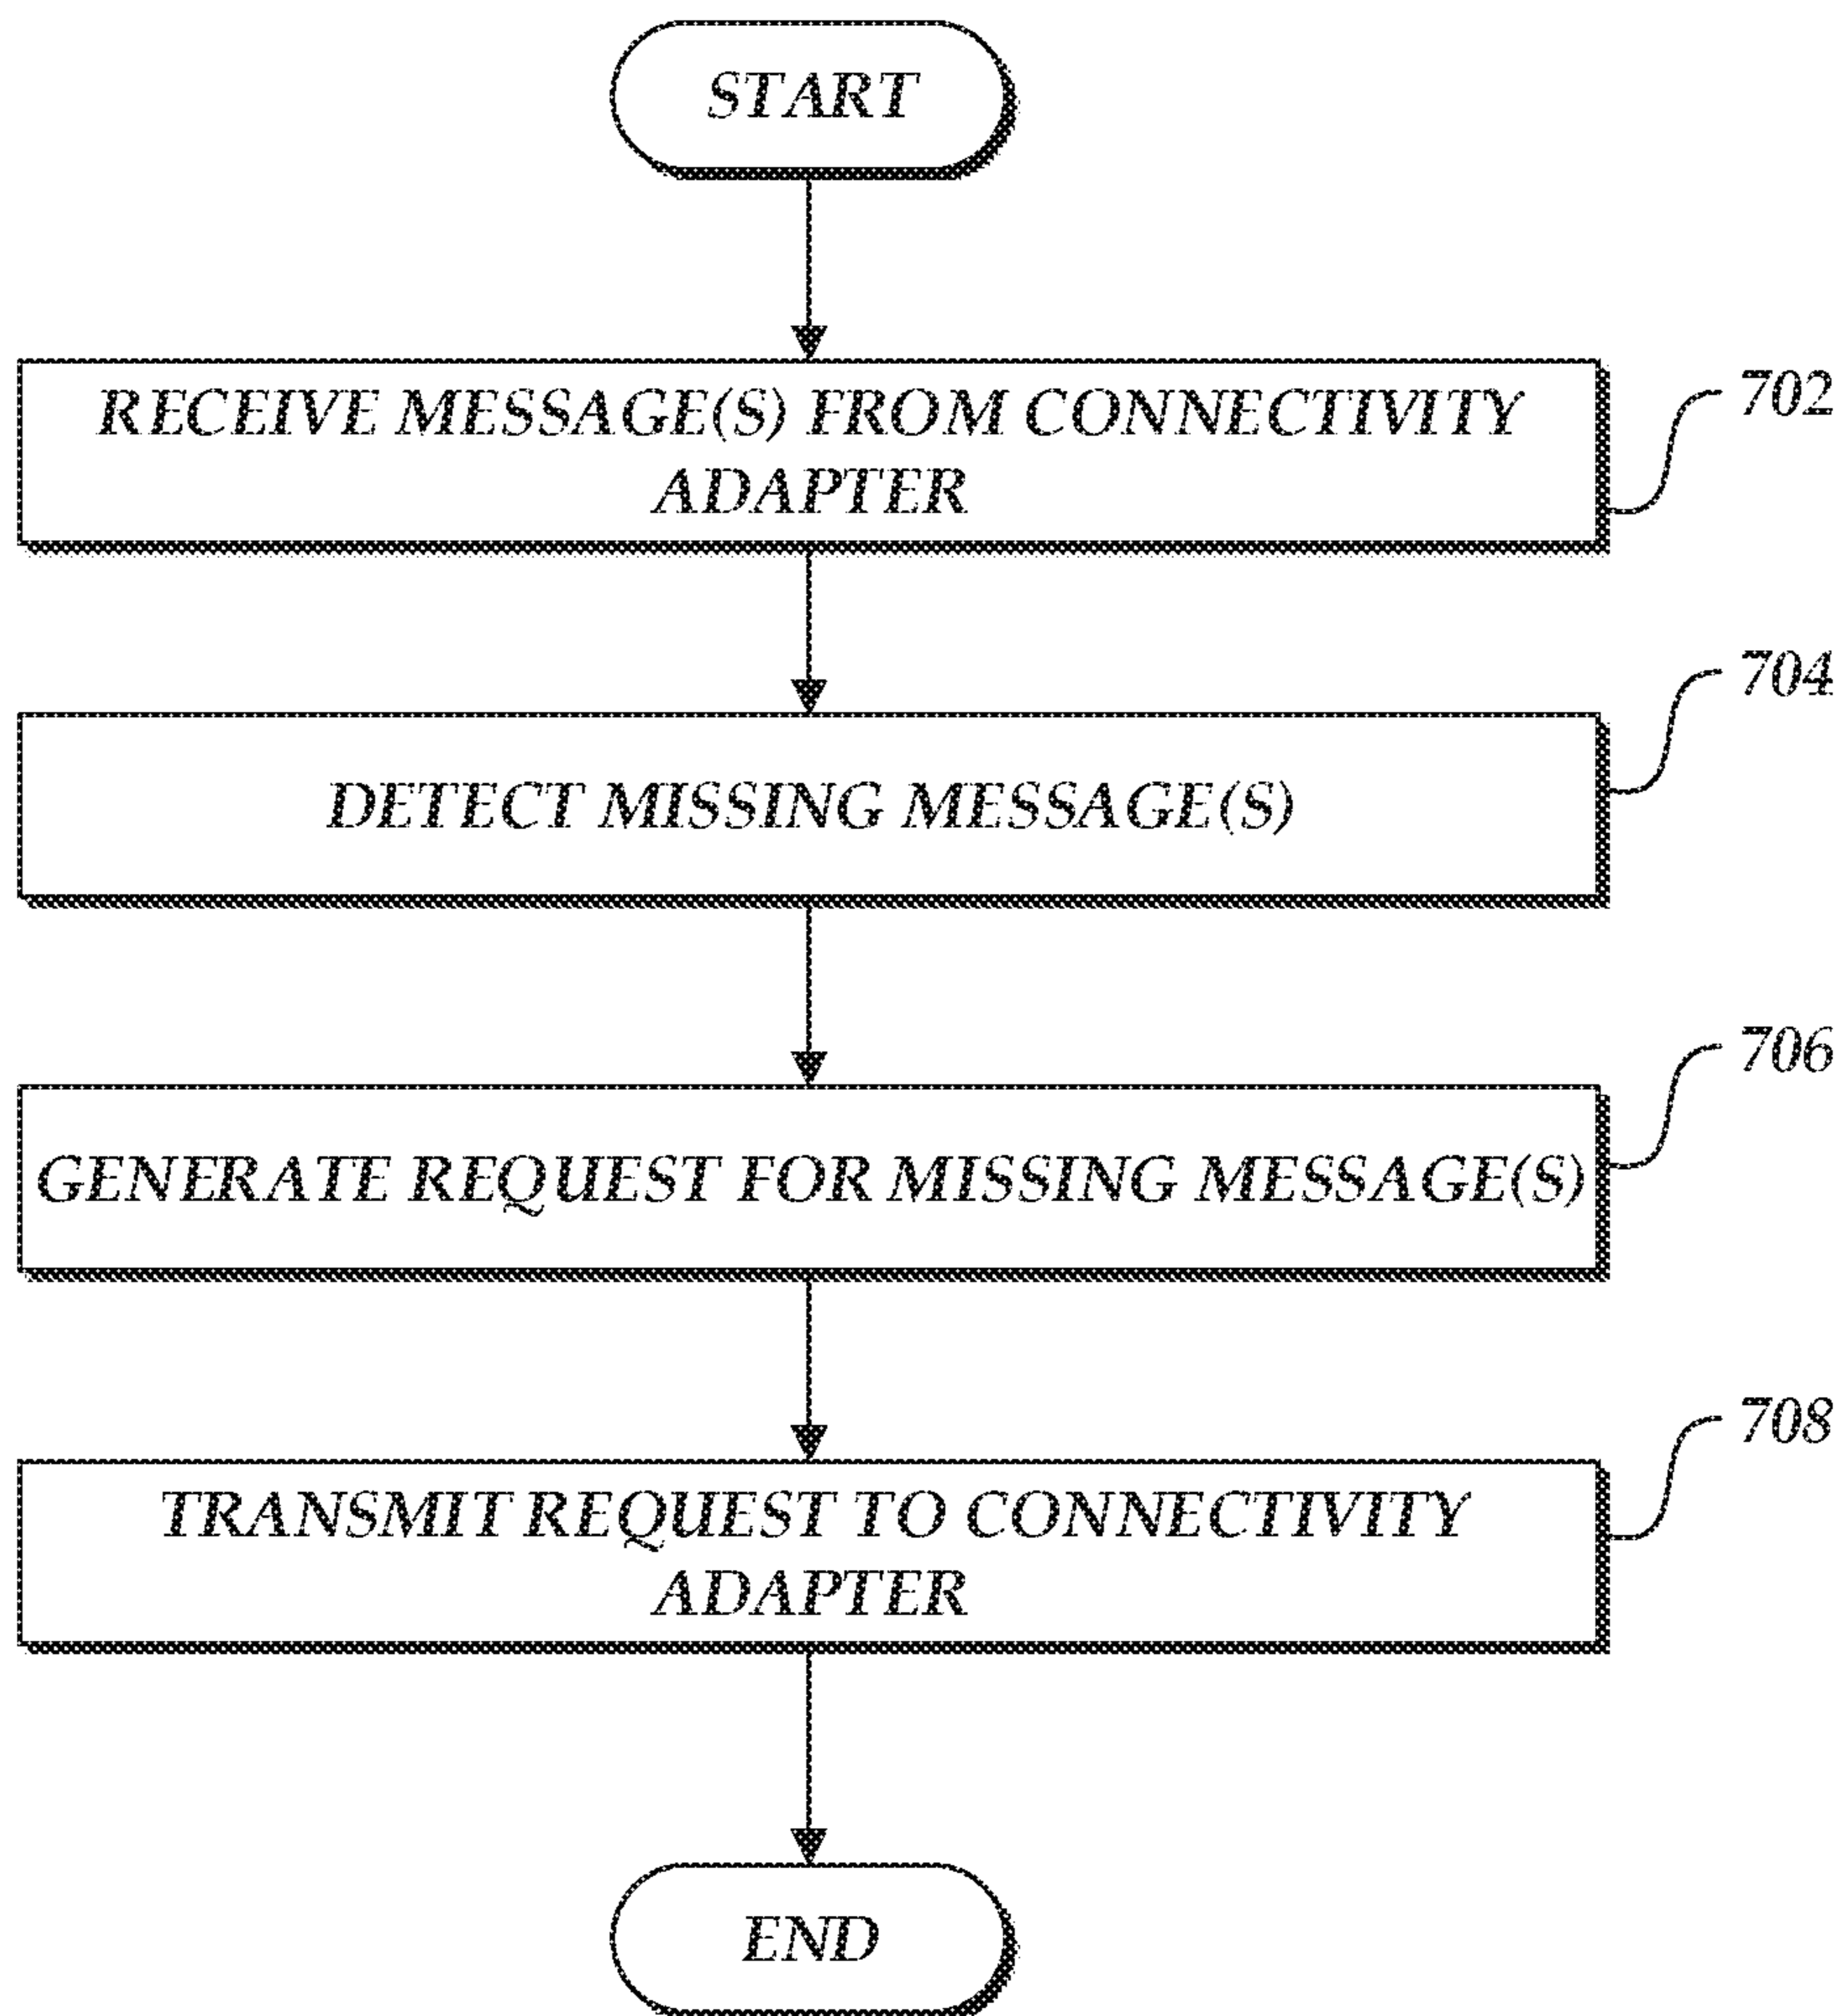 START
RECEIVE MESSAGE(S) FROM CONNECTIVITY
ADAPTER
702
DETECT MISSING MESSAGE(S)
704
GENERATE REQUEST FOR MISSING MESSAGE(S)
706
TRANSMIT REQUEST TO CONNECTIVITY
ADAPTER
708
END